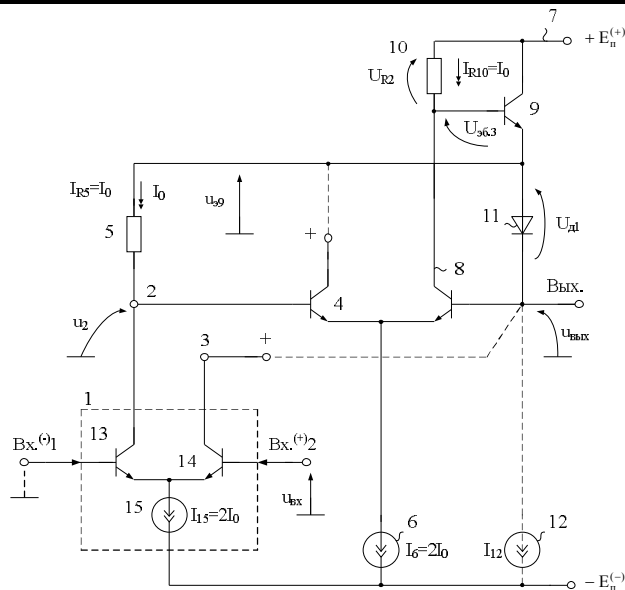 7
+ Eп(+)
10
IR10=I0
UR2
9
Uэб.3
IR5=I0
I0
uэ9
11
Uд1
5
+
8
2
4
Вых.
u2
3
+
uвых
1
Вх.(-)1
13
14
Вх.(+)2
15
I15=2I0
uвх
6
I6=2I0
12
I12
− Eп(−)